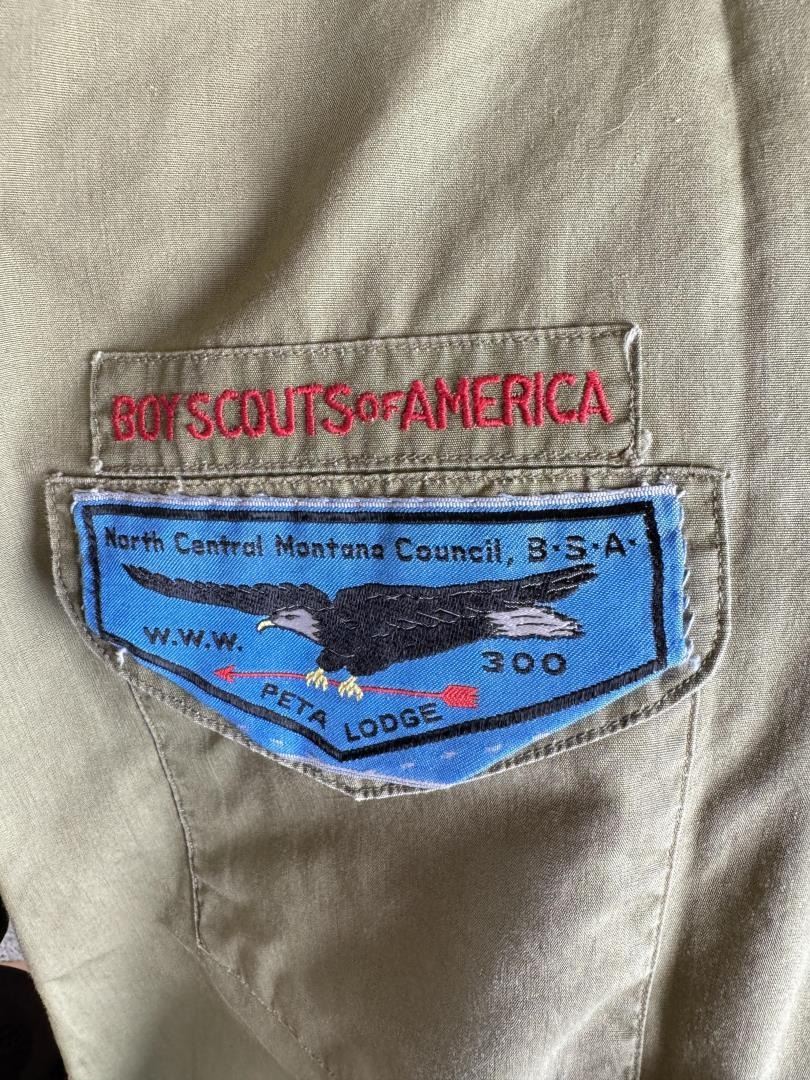 BOY SCOUTS OF AMERICA
North Central Montana Council, B·S·A·
W.W.W.
300
PETA LODGE